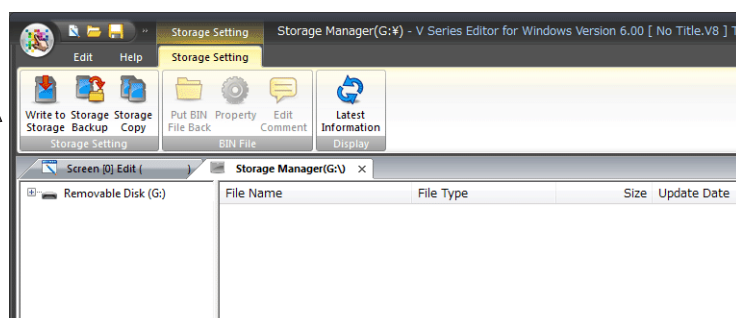 Storage Setting Storage Manager(G:¥) - V Series Editor for Windows Version 6.00 [ No Title.V8 ]
Edit Help Storage Setting
Write to Storage Storage Put BIN Property Edit Latest
Storage Backup Copy File Back Comment Information
Storage Setting BIN File Display
Screen [0] Edit ( ) Storage Manager(G:\) ×
Removable Disk (G:) File Name File Type Size Update Date